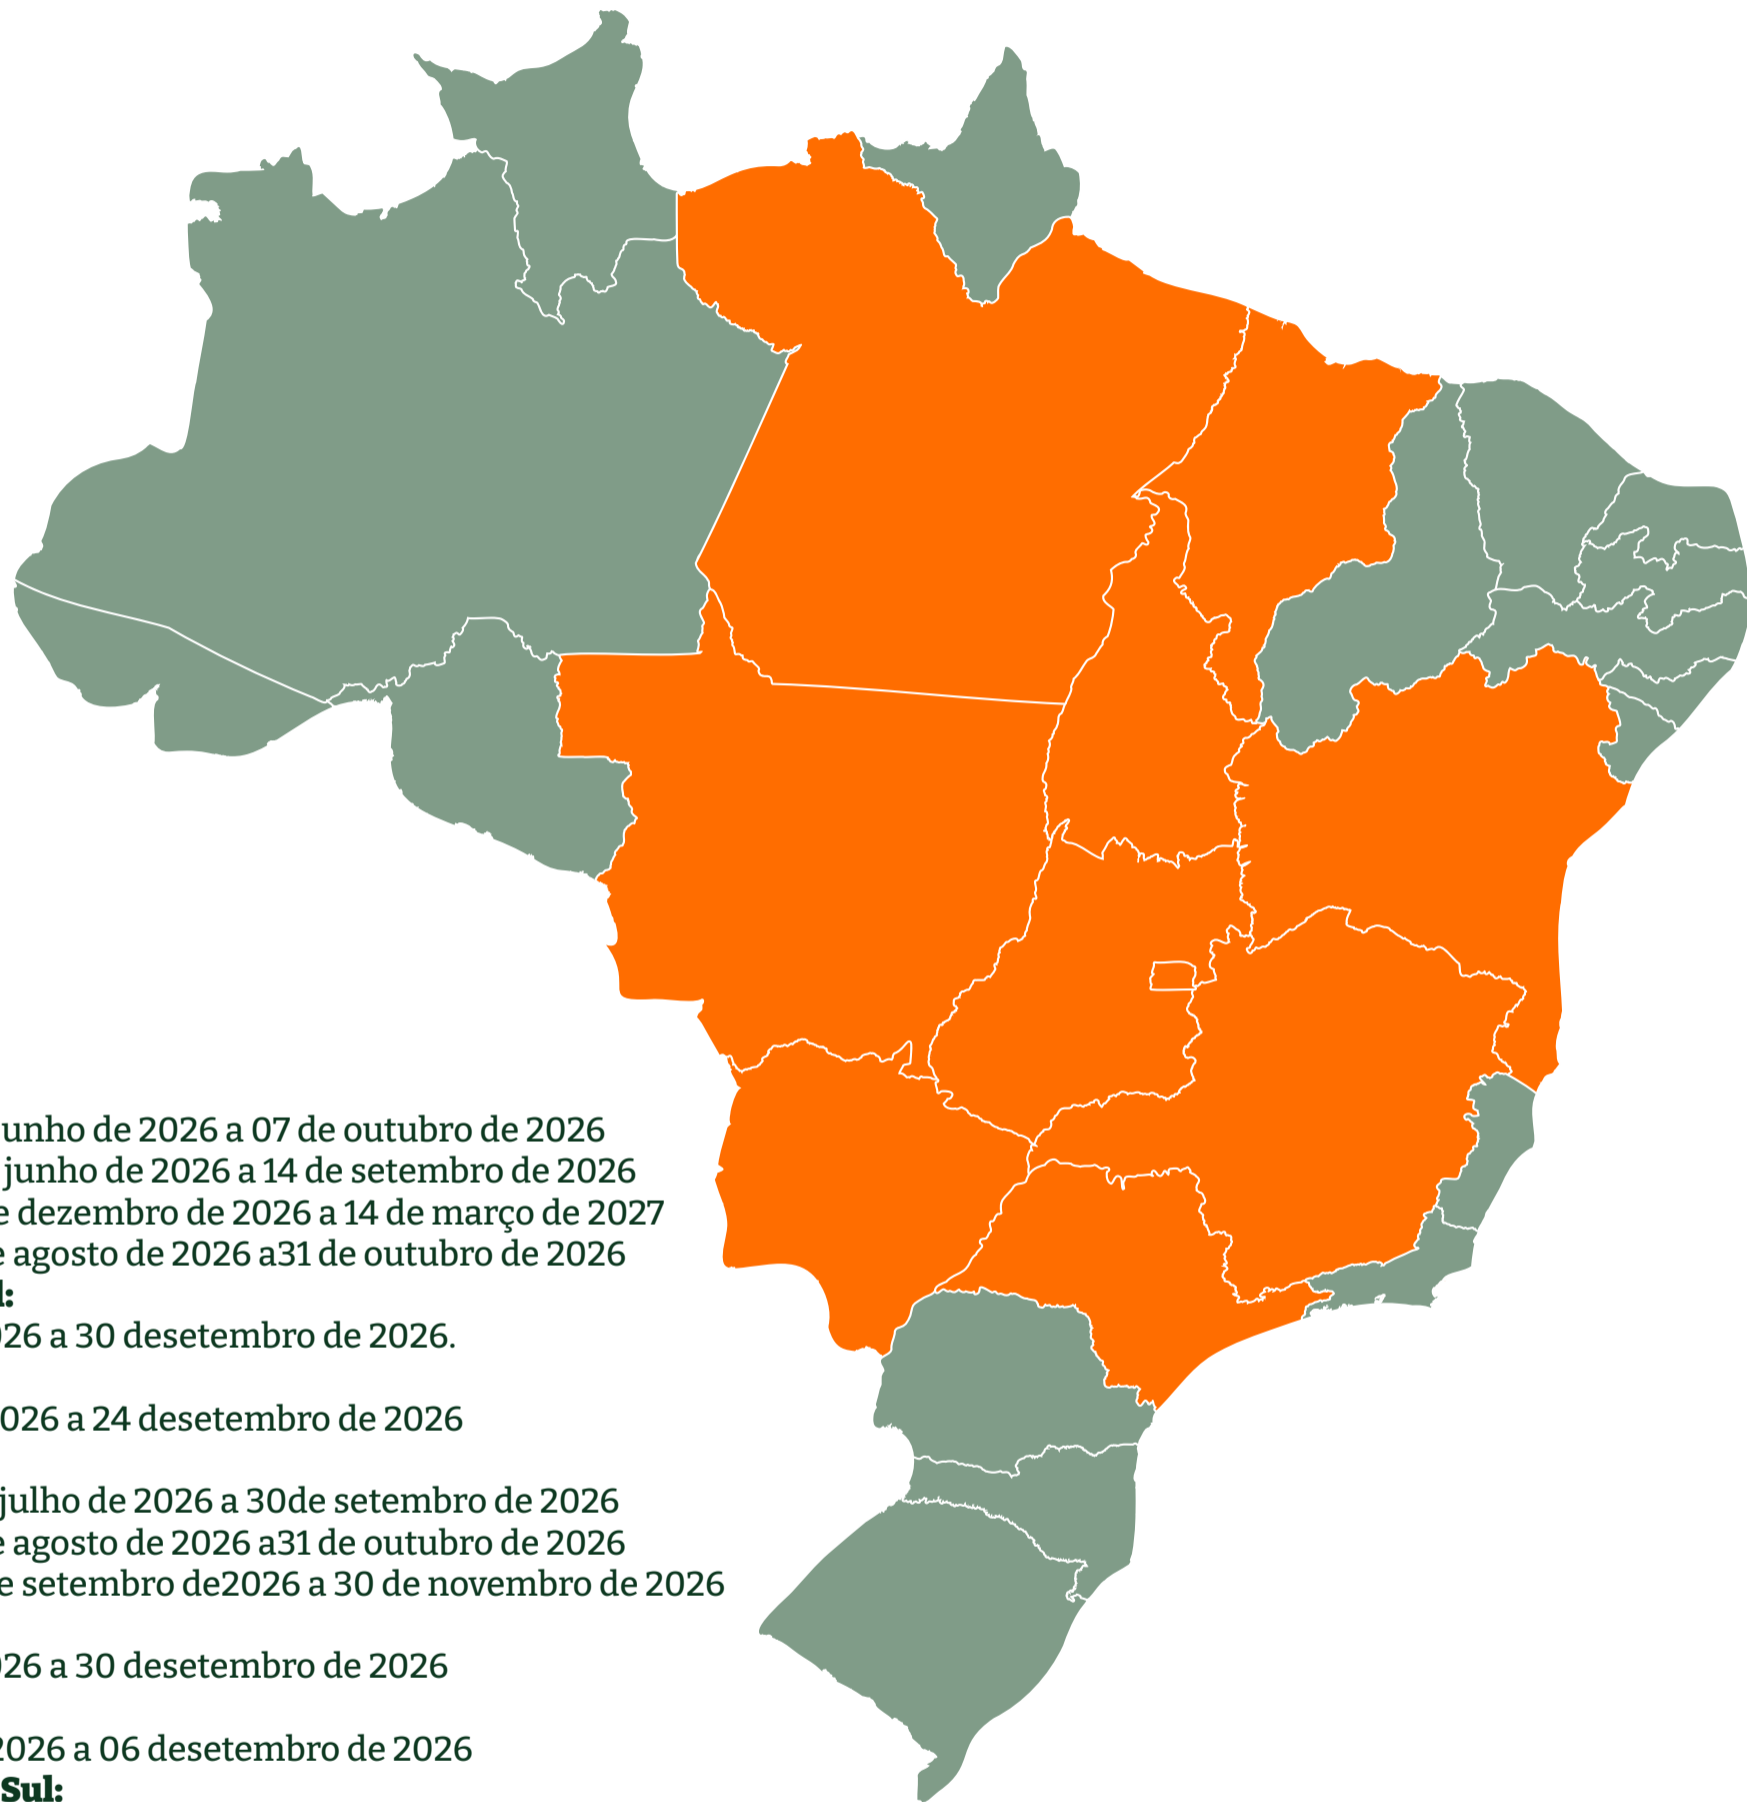 unho de 2026 a 07 de outubro de 2026
junho de 2026 a 14 de setembro de 2026
e dezembro de 2026 a 14 de março de 2027
e agosto de 2026 a31 de outubro de 2026
l:
026 a 30 desetembro de 2026.
026 a 24 desetembro de 2026
julho de 2026 a 30de setembro de 2026
e agosto de 2026 a31 de outubro de 2026
e setembro de2026 a 30 de novembro de 2026
026 a 30 desetembro de 2026
2026 a 06 desetembro de 2026
Sul: